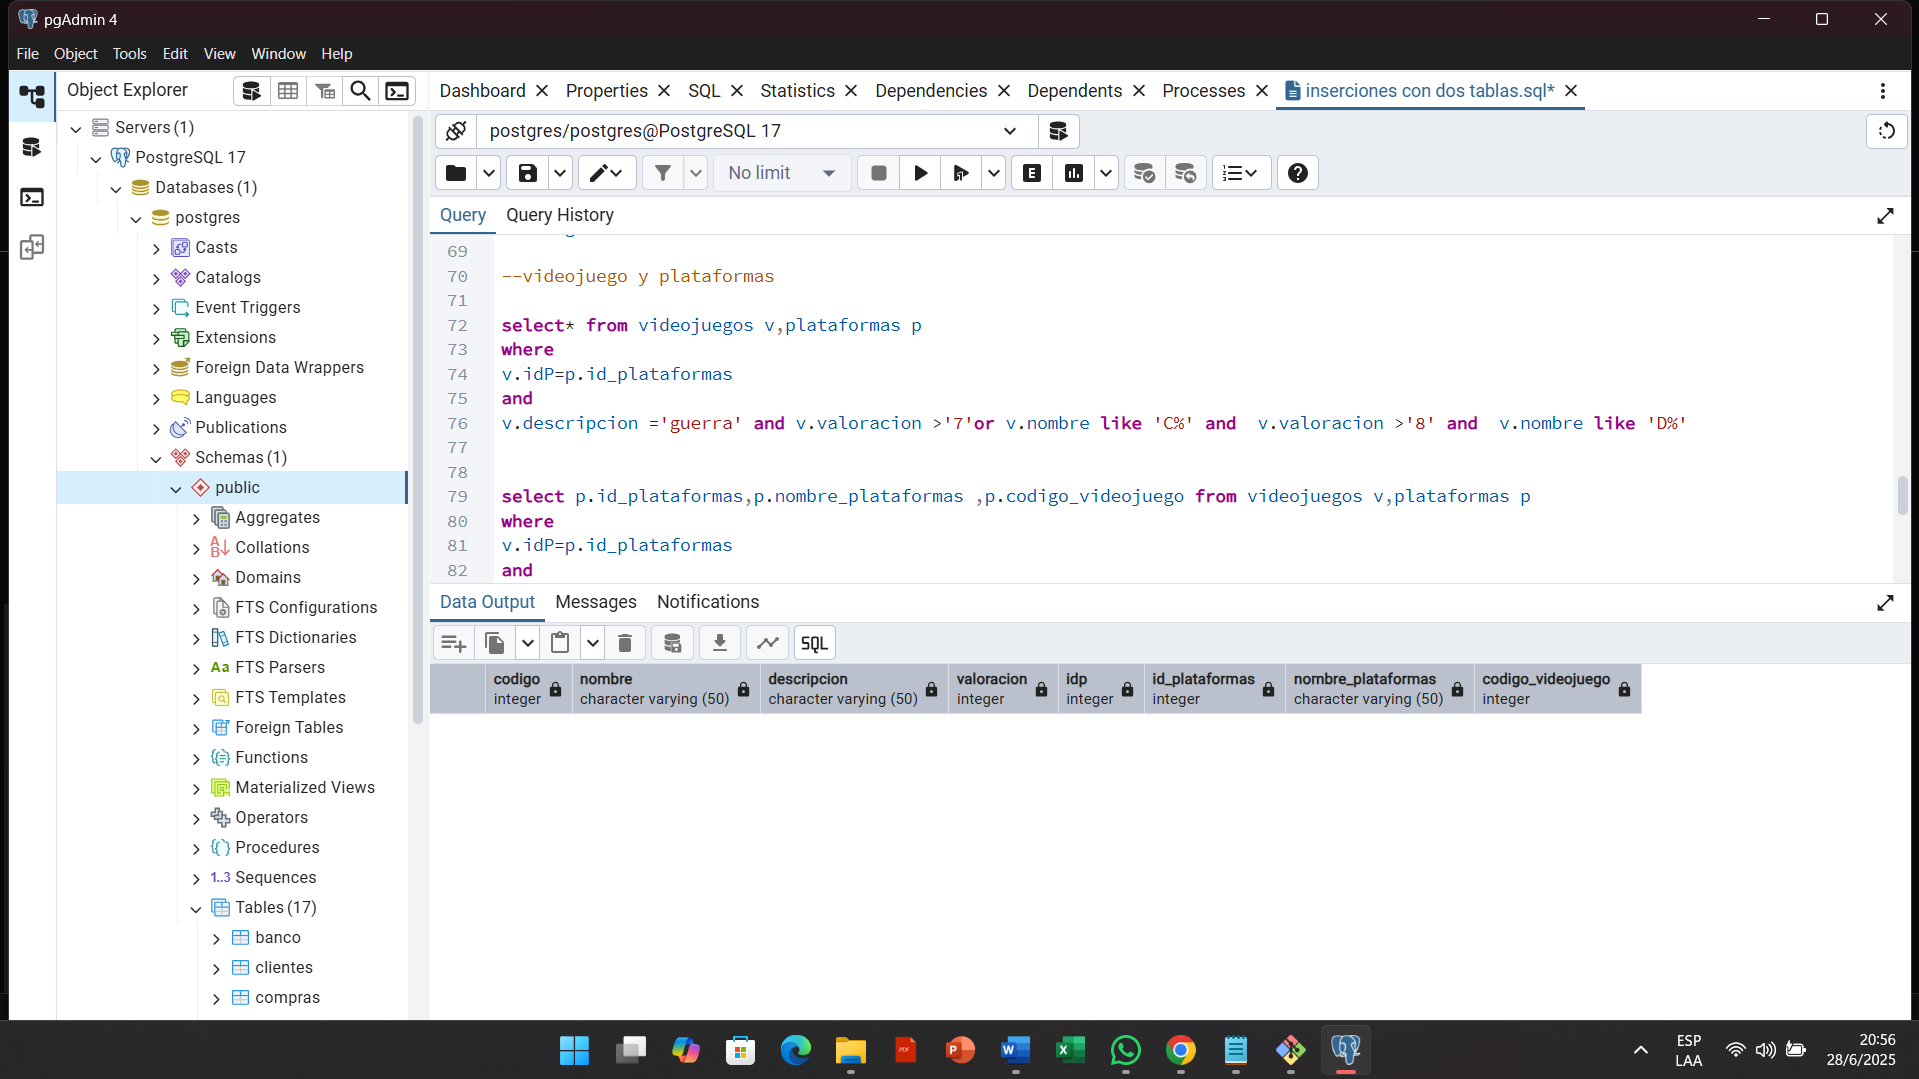 pgAdmin 4
File Object Tools Edit View Window Help
Object Explorer
Dashboard Properties SQL Statistics Dependencies Dependents Processes inserciones con dos tablas.sql*
Servers (1)
PostgreSQL 17
Databases (1)
postgres
Casts
Catalogs
Event Triggers
Extensions
Foreign Data Wrappers
Languages
Publications
Schemas (1)
public
Aggregates
Collations
Domains
FTS Configurations
FTS Dictionaries
Aa FTS Parsers
FTS Templates
Foreign Tables
Functions
Materialized Views
Operators
Procedures
1..3 Sequences
Tables (17)
banco
clientes
compras
postgres/postgres@PostgreSQL 17
No limit
E
Query Query History
69
70 --videojuego y plataformas
71
72 select* from videojuegos v,plataformas p
73 where
74 v.idP=p.id_plataformas
75 and
76 v.descripcion ='guerra' and v.valoracion >'7'or v.nombre like 'C%' and  v.valoracion >'8' and  v.nombre like 'D%'
77
78
79 select p.id_plataformas,p.nombre_plataformas ,p.codigo_videojuego from videojuegos v,plataformas p
80 where
81 v.idP=p.id_plataformas
82 and
Data Output Messages Notifications
SQL
codigo nombre descripcion valoracion idp id_plataformas nombre_plataformas codigo_videojuego
integer character varying (50) character varying (50) integer integer integer character varying (50) integer
ESP
LAA
20:56
28/6/2025